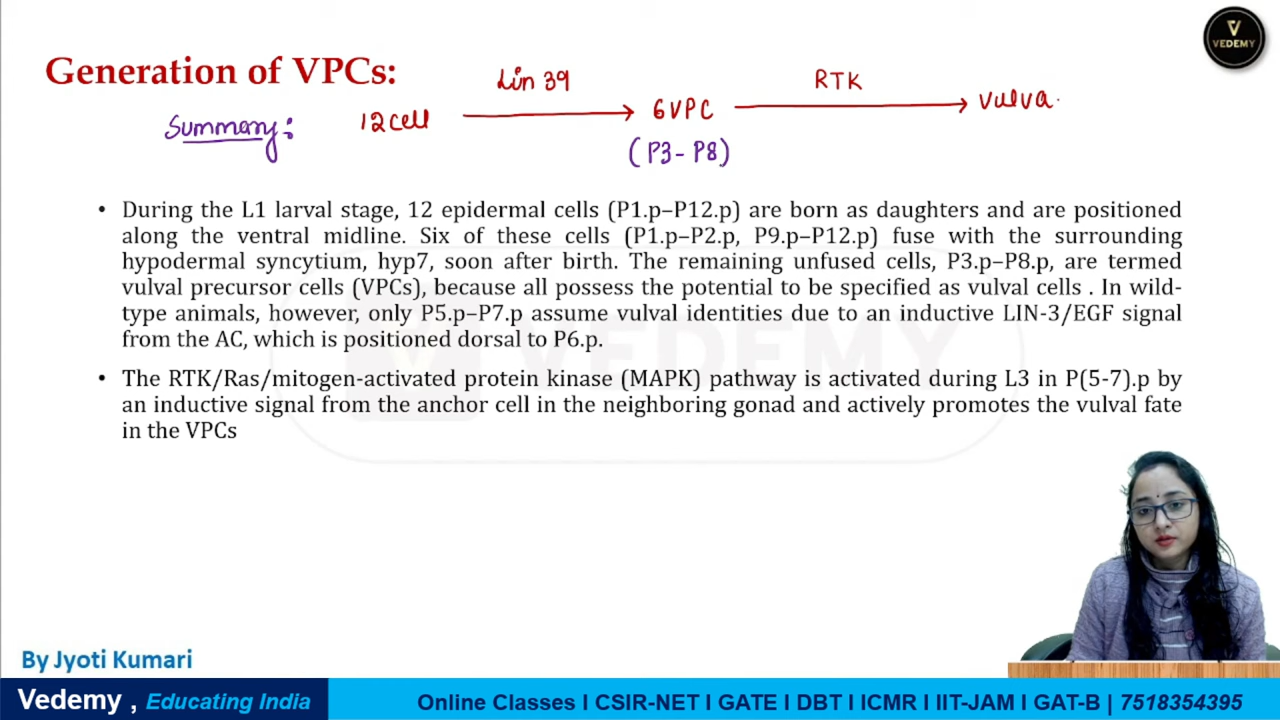 VEDEMY
Generation of VPCs:
Lin 39
RTK
Summary:
12 cell
6 VPC
vulva
(P3 - P8)
• During the L1 larval stage, 12 epidermal cells (P1.p–P12.p) are born as daughters and are positioned
along the ventral midline. Six of these cells (P1.p–P2.p, P9.p–P12.p) fuse with the surrounding
hypodermal syncytium, hyp7, soon after birth. The remaining unfused cells, P3.p–P8.p, are termed
vulval precursor cells (VPCs), because all possess the potential to be specified as vulval cells . In wild-
type animals, however, only P5.p–P7.p assume vulval identities due to an inductive LIN-3/EGF signal
from the AC, which is positioned dorsal to P6.p.
• The RTK/Ras/mitogen-activated protein kinase (MAPK) pathway is activated during L3 in P(5-7).p by
an inductive signal from the anchor cell in the neighboring gonad and actively promotes the vulval fate
in the VPCs
VEDEMY
By Jyoti Kumari
Vedemy , Educating India
Online Classes I CSIR-NET I GATE I DBT I ICMR I IIT-JAM I GAT-B | 7518354395